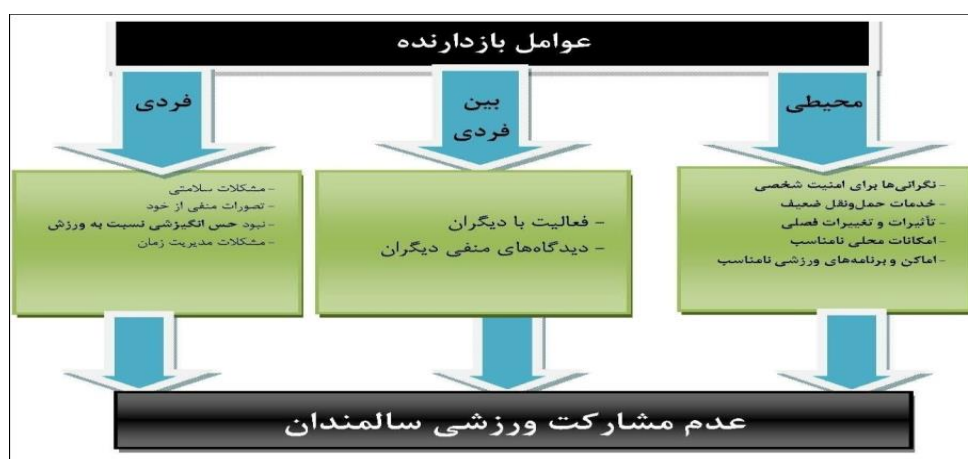 عوامل بازدارنده
محیطی
- نگرانی‌ها برای امنیت شخصی
- خدمات حمل‌ونقل ضعیف
- تأثیرات و تغییرات فصلی
- امکانات محلی نامناسب
- اماکن و برنامه‌های ورزشی نامناسب
بین
فردی
- فعالیت با دیگران
- دیدگاه‌های منفی دیگران
فردی
- مشکلات سلامتی
- تصورات منفی از خود
- نبود حس انگیزشی نسبت به ورزش
- مشکلات مدیریت زمان
عدم مشارکت ورزشی سالمندان